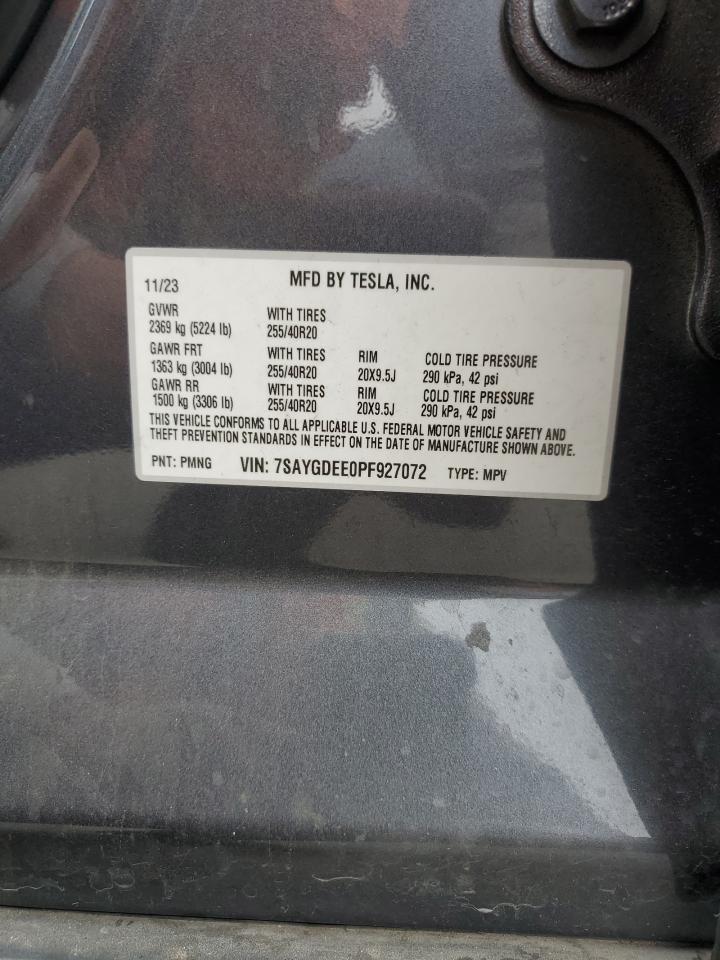 11/23 MFD BY TESLA, INC.
GVWR WITH TIRES
2369 kg (5224 lb) 255/40R20
GAWR FRT WITH TIRES RIM COLD TIRE PRESSURE
1363 kg (3004 lb) 255/40R20 20X9.5J 290 kPa, 42 psi
GAWR RR WITH TIRES RIM COLD TIRE PRESSURE
1500 kg (3306 lb) 255/40R20 20X9.5J 290 kPa, 42 psi
THIS VEHICLE CONFORMS TO ALL APPLICABLE U.S. FEDERAL MOTOR VEHICLE SAFETY AND
THEFT PREVENTION STANDARDS IN EFFECT ON THE DATE OF MANUFACTURE SHOWN ABOVE.
PNT: PMNG VIN: 7SAYGDEE0PF927072 TYPE: MPV